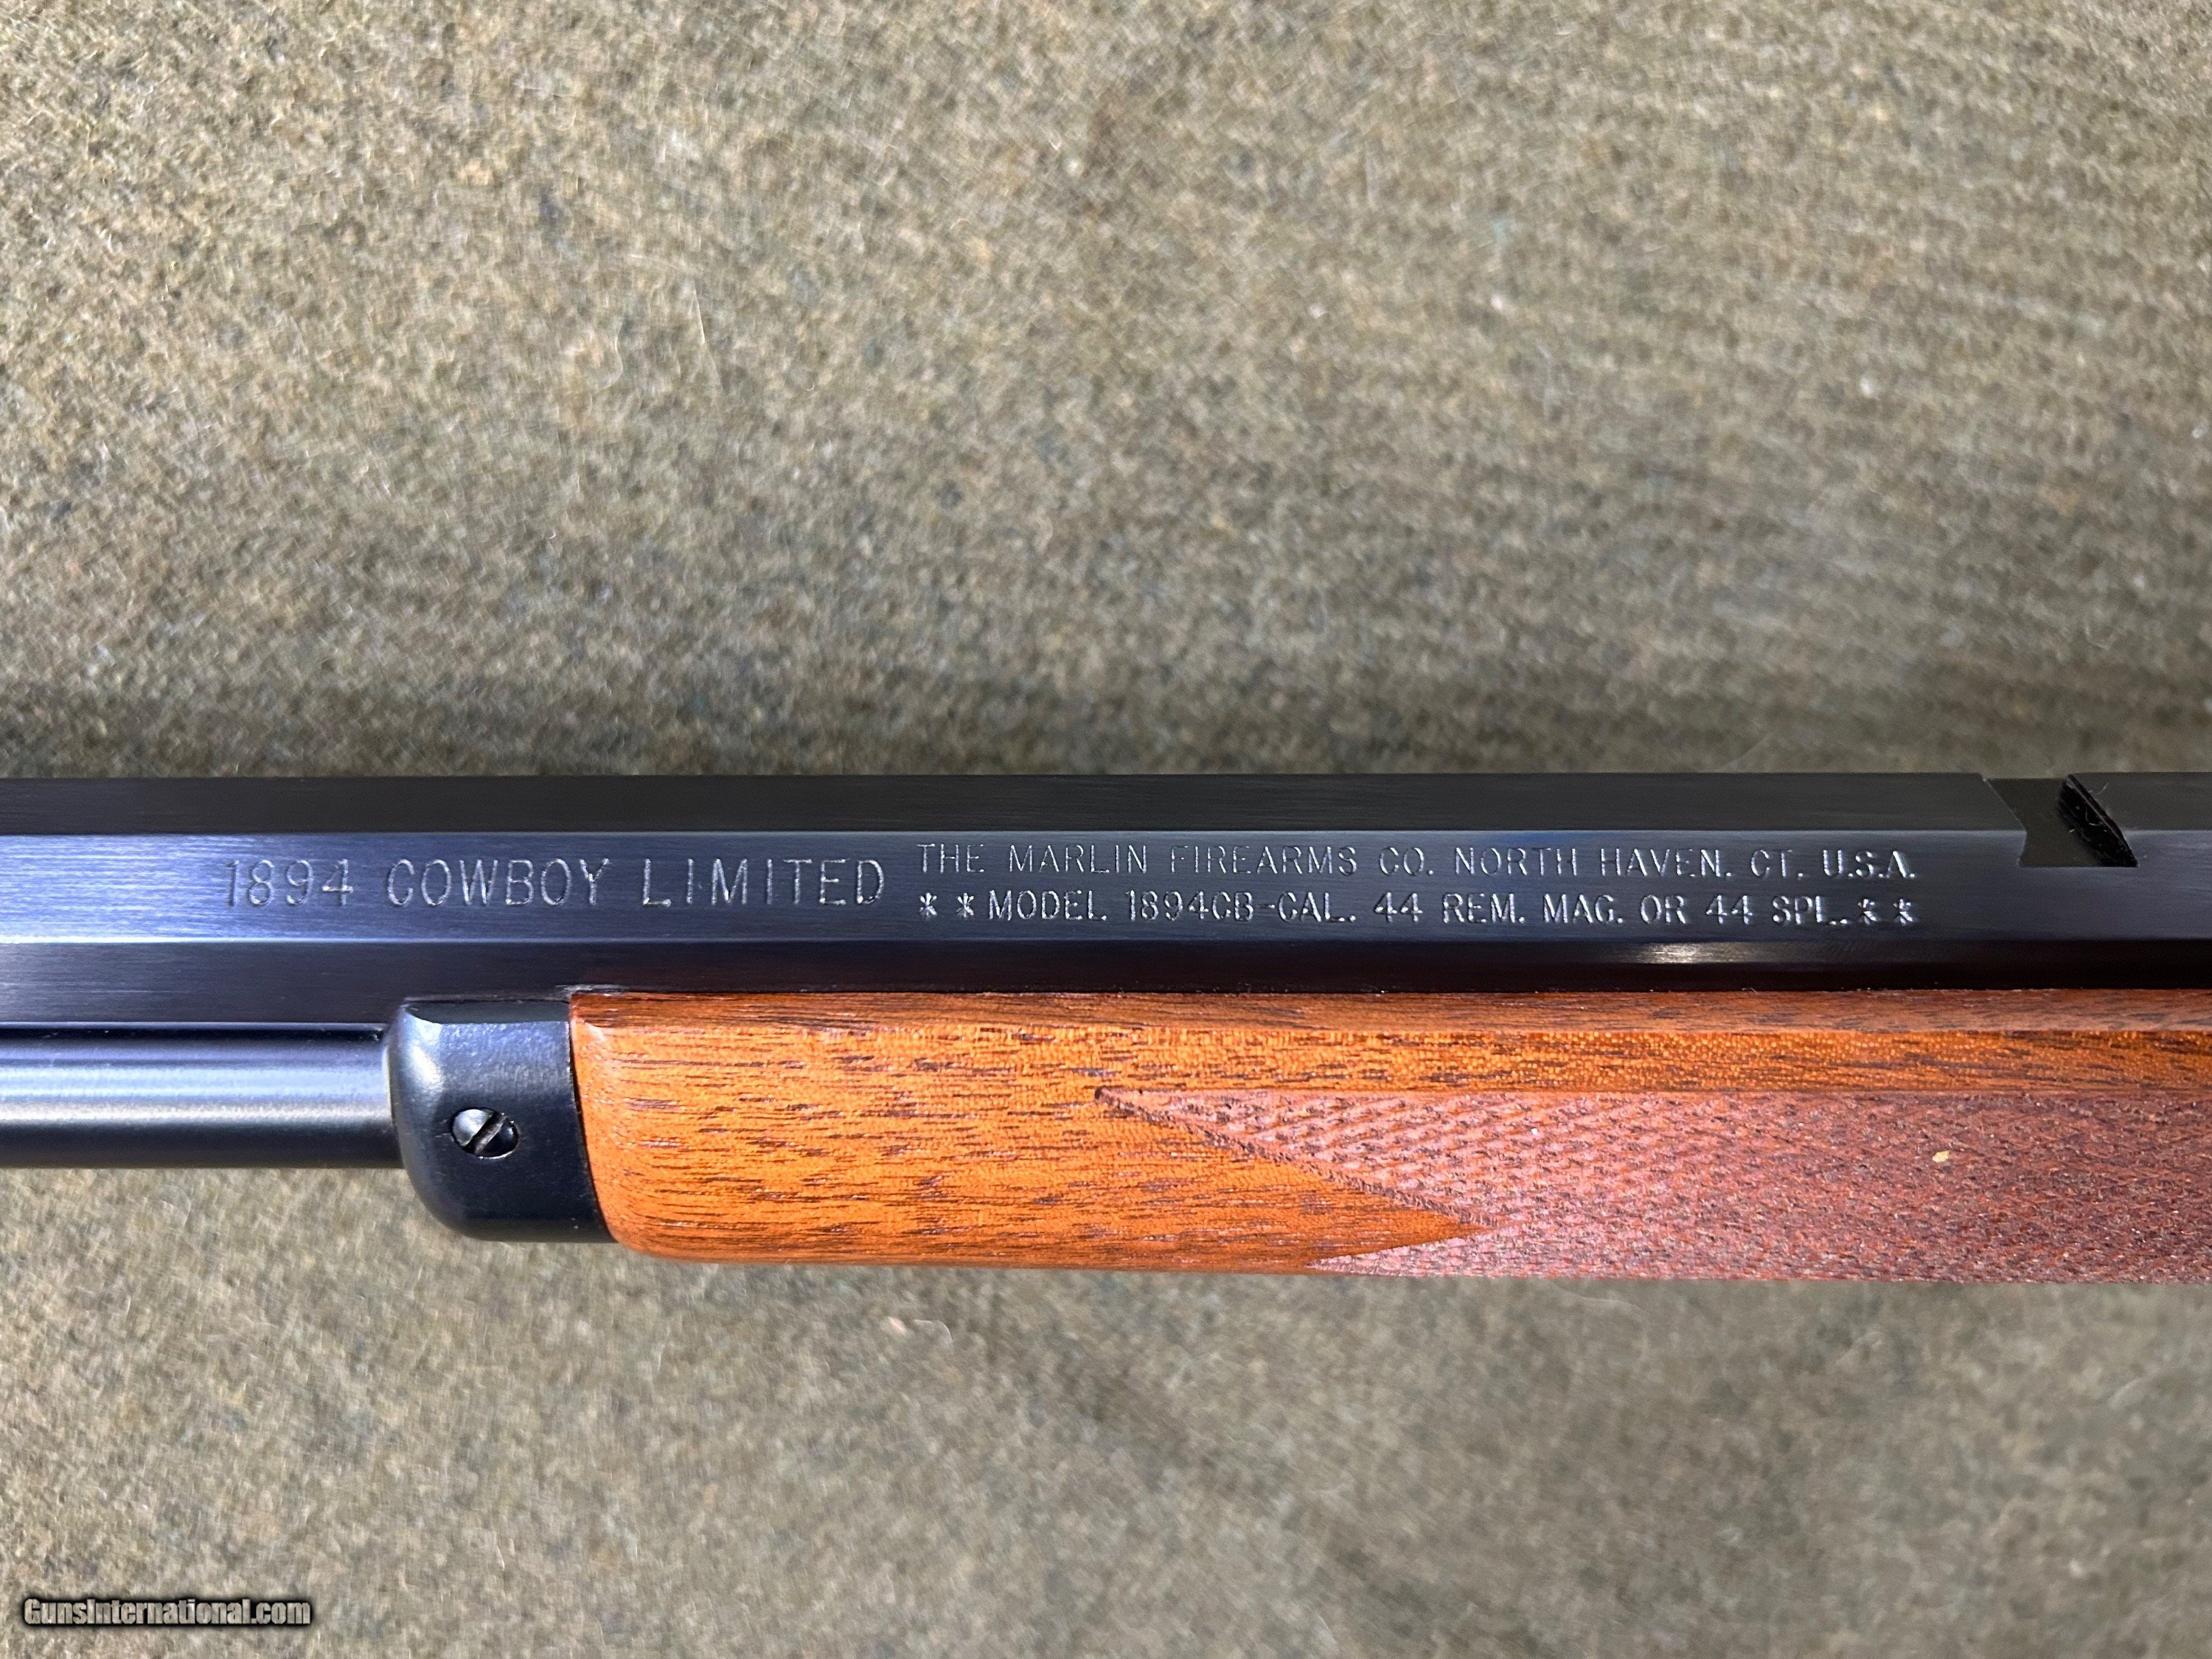 1894 COWBOY LIMITED
THE MARLIN FIREARMS CO. NORTH HAVEN, CT. U.S.A.
* * MODEL 1894CB-CAL. 44 REM. MAG. OR 44 SPL. * *
GunsInternational.com